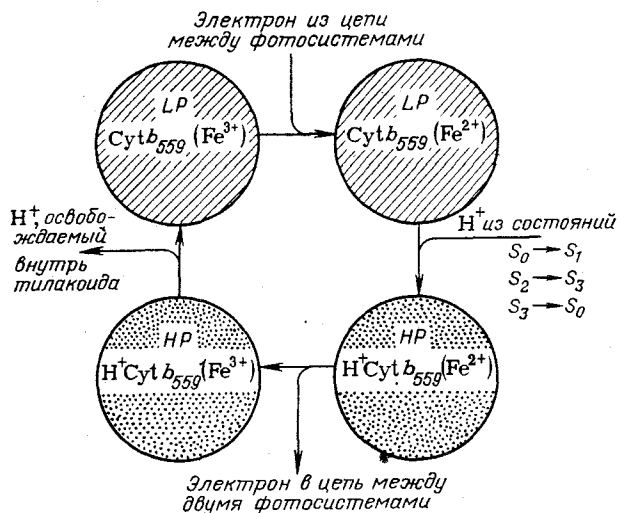 Электрон из цепи
между фотосистемами
LP
Cyt b₅₅₉ (Fe³⁺)
LP
Cyt b₅₅₉ (Fe²⁺)
H⁺, освобо-
ждаемый
внутрь
тилакоида
H⁺ из состояний
S₀ → S₁
S₂ → S₃
S₃ → S₀
HP
H⁺Cyt b₅₅₉ (Fe³⁺)
HP
H⁺Cyt b₅₅₉ (Fe²⁺)
Электрон в цепь между
двумя фотосистемами